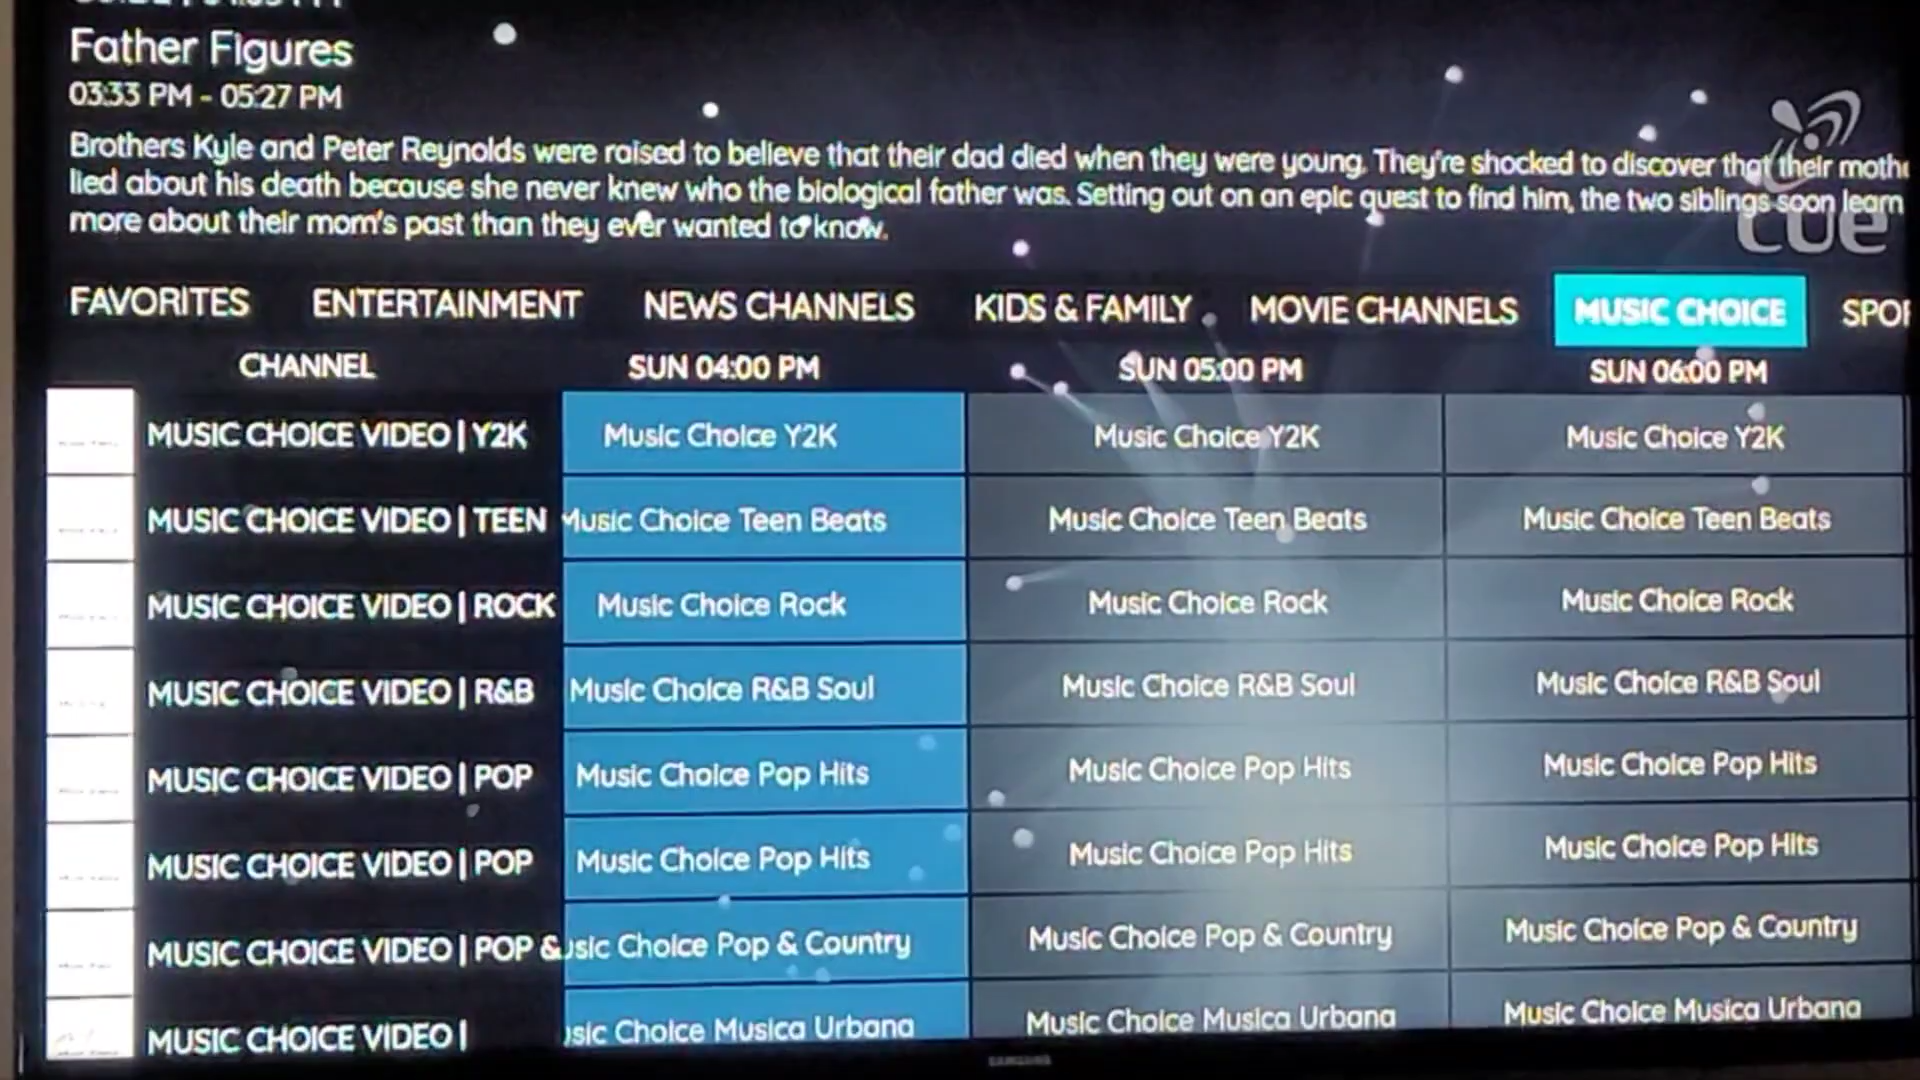 Father Figures
03:33 PM - 05:27 PM
Brothers Kyle and Peter Reynolds were raised to believe that their dad died when they were young. They're shocked to discover that their moth
lied about his death because she never knew who the biological father was. Setting out on an epic quest to find him, the two siblings soon learn
more about their mom's past than they ever wanted to know.
cue
FAVORITES ENTERTAINMENT NEWS CHANNELS KIDS & FAMILY MOVIE CHANNELS MUSIC CHOICE SPO
CHANNEL SUN 04:00 PM SUN 05:00 PM SUN 06:00 PM
MUSIC CHOICE VIDEO | Y2K Music Choice Y2K Music Choice Y2K Music Choice Y2K
MUSIC CHOICE VIDEO | TEEN Music Choice Teen Beats Music Choice Teen Beats Music Choice Teen Beats
MUSIC CHOICE VIDEO | ROCK Music Choice Rock Music Choice Rock Music Choice Rock
MUSIC CHOICE VIDEO | R&B Music Choice R&B Soul Music Choice R&B Soul Music Choice R&B Soul
MUSIC CHOICE VIDEO | POP Music Choice Pop Hits Music Choice Pop Hits Music Choice Pop Hits
MUSIC CHOICE VIDEO | POP Music Choice Pop Hits Music Choice Pop Hits Music Choice Pop Hits
MUSIC CHOICE VIDEO | POP & usic Choice Pop & Country Music Choice Pop & Country Music Choice Pop & Country
MUSIC CHOICE VIDEO | sic Choice Musica Urbana Music Choice Musica Urbana Music Choice Musica Urbana
SAMSUNG